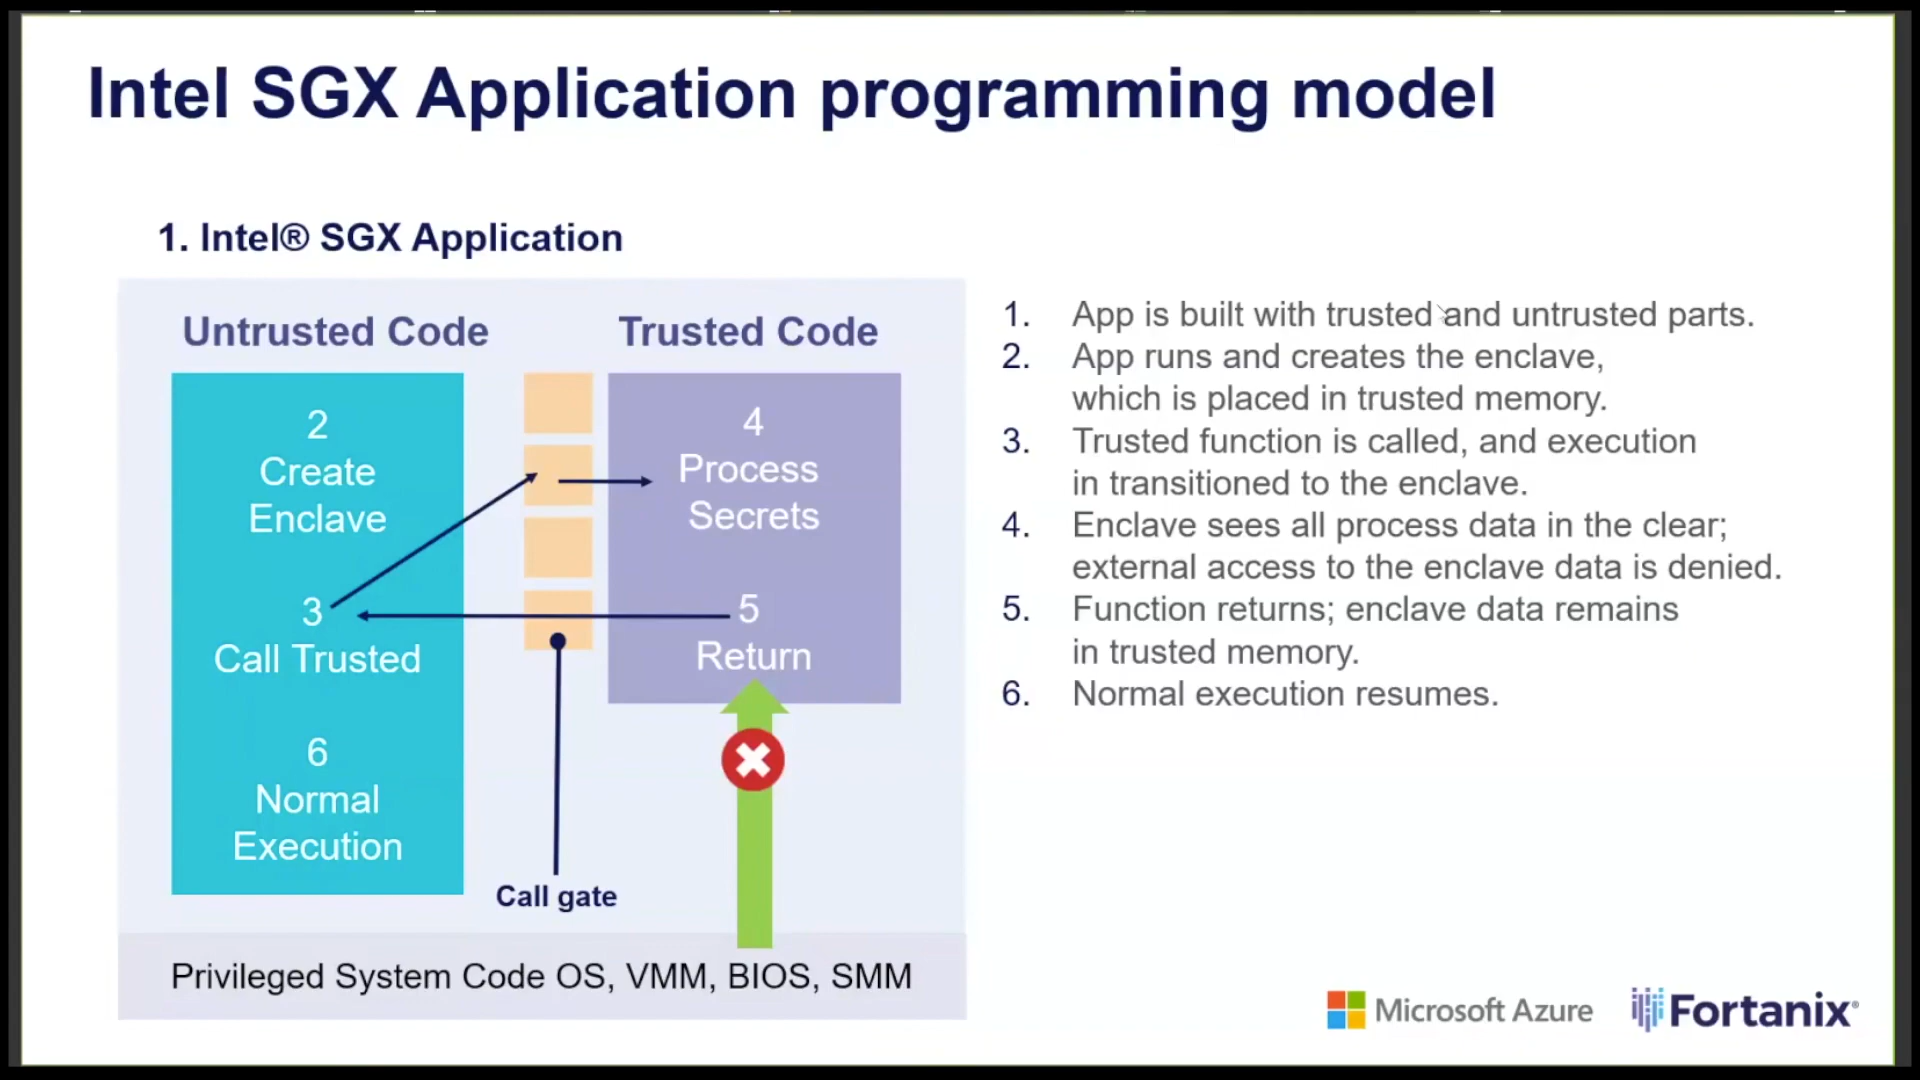 Intel SGX Application programming model
1. Intel® SGX Application
Untrusted Code
Trusted Code
2
Create
Enclave
3
Call Trusted
6
Normal
Execution
4
Process
Secrets
5
Return
Call gate
Privileged System Code OS, VMM, BIOS, SMM
1. App is built with trusted and untrusted parts.
2. App runs and creates the enclave,
which is placed in trusted memory.
3. Trusted function is called, and execution
in transitioned to the enclave.
4. Enclave sees all process data in the clear;
external access to the enclave data is denied.
5. Function returns; enclave data remains
in trusted memory.
6. Normal execution resumes.
Microsoft Azure
Fortanix®